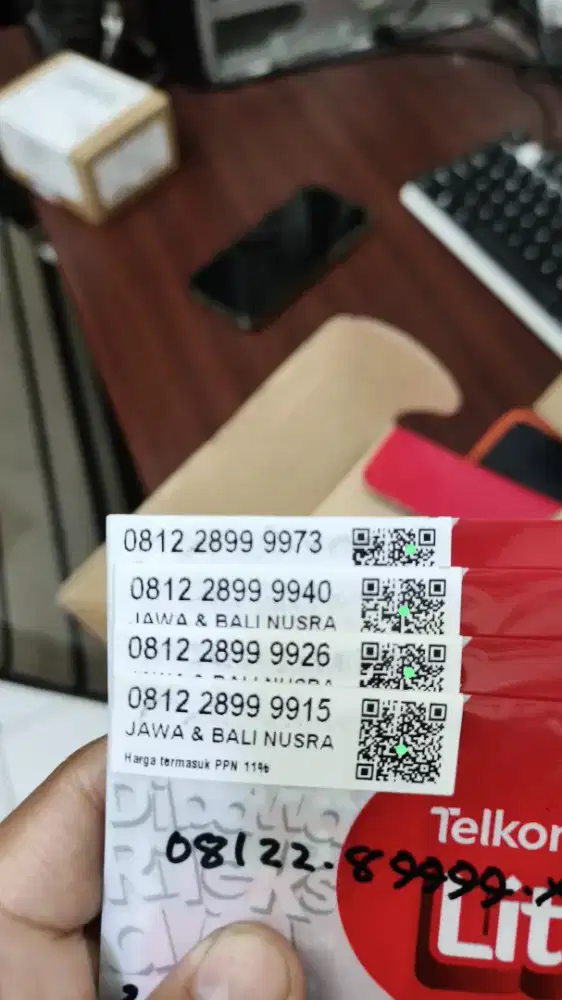 0812 2899 9973
0812 2899 9940
JAWA & BALI NUSRA
0812 2899 9926
0812 2899 9915
JAWA & BALI NUSRA
Harga termasuk PPN 11%
Telkom
08122.89999.x
Lit